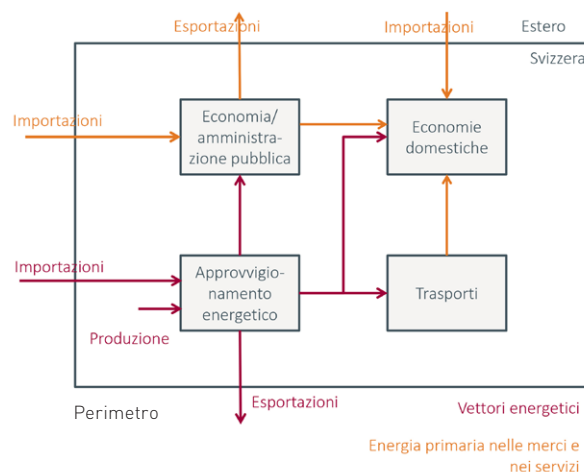 Esportazioni
Importazioni
Estero
Svizzera
Importazioni
Economia/
amministra-
zione pubblica
Economie
domestiche
Importazioni
Approvvigio-
namento
energetico
Trasporti
Produzione
Esportazioni
Perimetro
Vettori energetici
Energia primaria nelle merci e
nei servizi